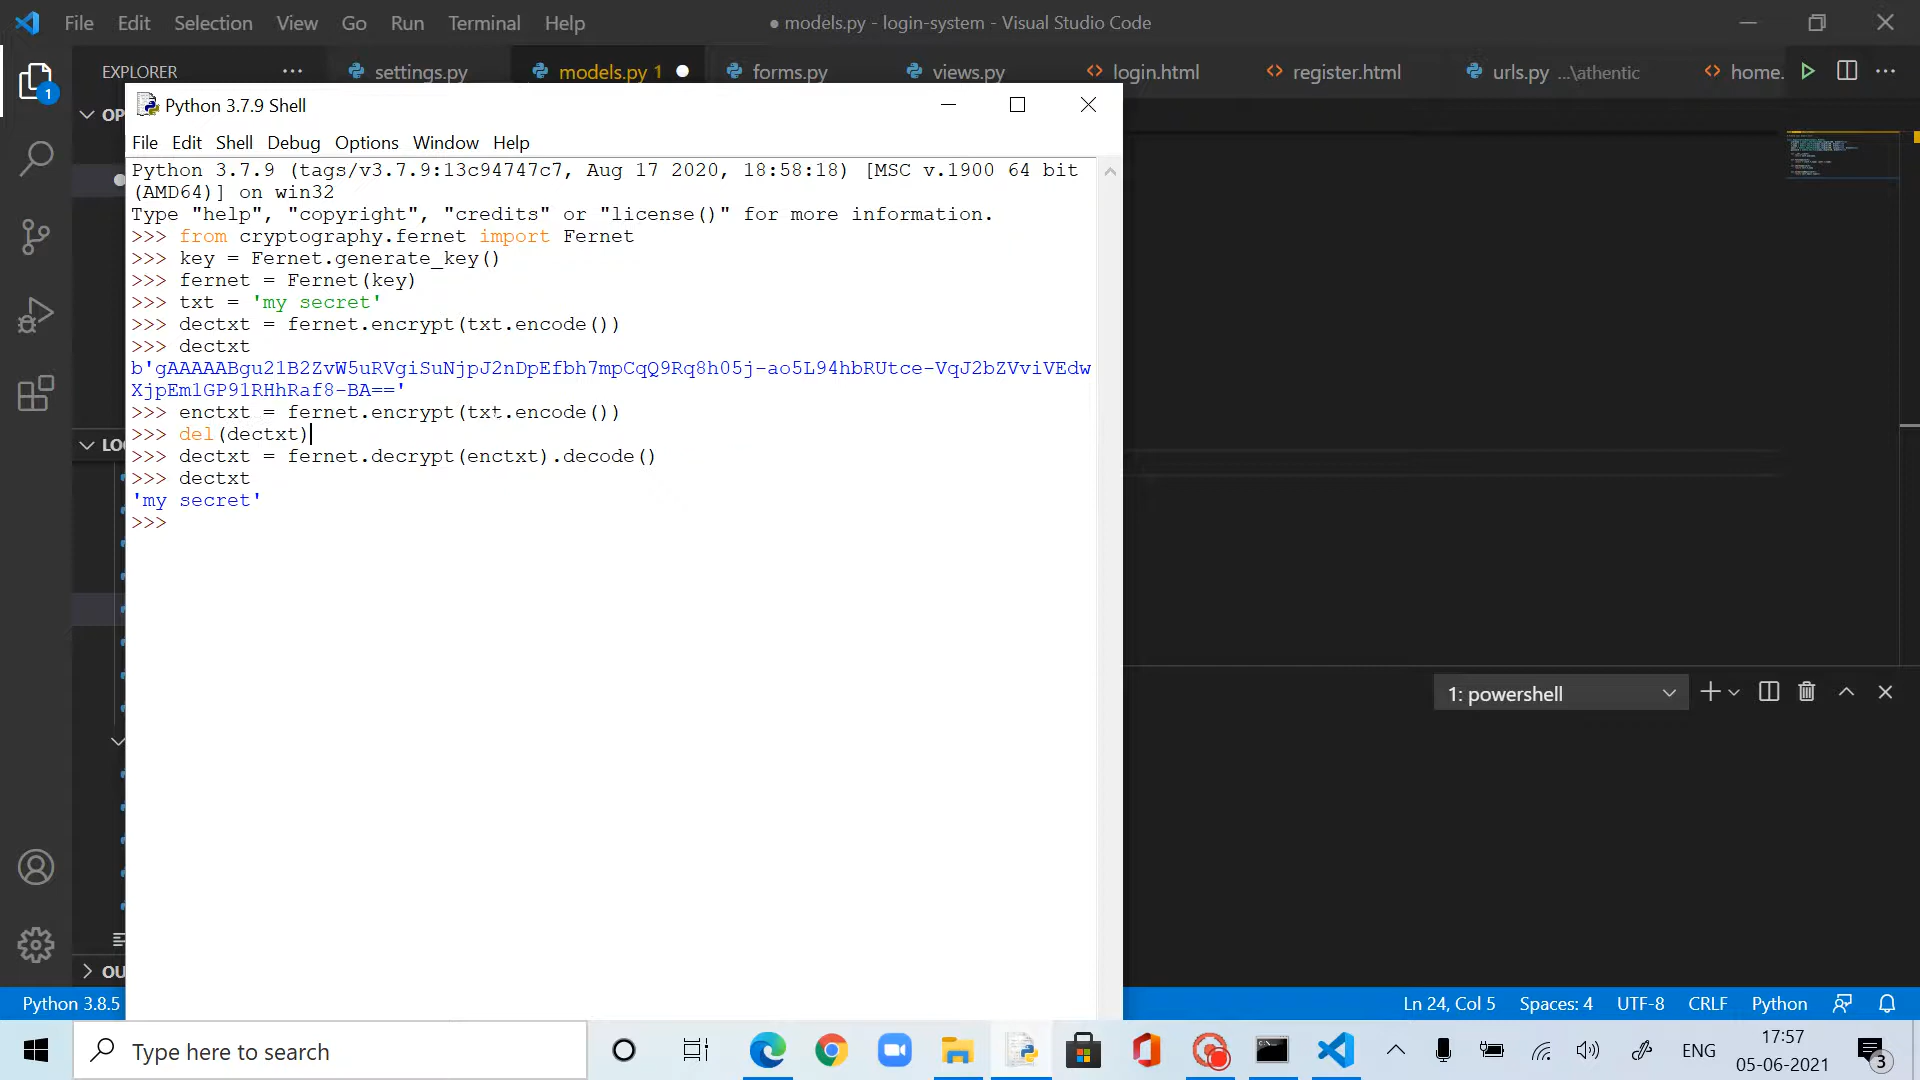 File Edit Selection View Go Run Terminal Help
● models.py - login-system - Visual Studio Code
EXPLORER
settings.py
models.py 1
forms.py
views.py
login.html
register.html
urls.py ...\athentic
home.
1
OP
Python 3.7.9 Shell
File Edit Shell Debug Options Window Help
Python 3.7.9 (tags/v3.7.9:13c94747c7, Aug 17 2020, 18:58:18) [MSC v.1900 64 bit
(AMD64)] on win32
Type "help", "copyright", "credits" or "license()" for more information.
>>> from cryptography.fernet import Fernet
>>> key = Fernet.generate_key()
>>> fernet = Fernet(key)
>>> txt = 'my secret'
>>> dectxt = fernet.encrypt(txt.encode())
>>> dectxt
b'gAAAAABgu21B2ZvW5uRVgiSuNjpJ2nDpEfbh7mpCqQ9Rq8h05j-ao5L94hbRUtce-VqJ2bZVviVEdw
XjpEm1GP91RHhRaf8-BA=='
>>> enctxt = fernet.encrypt(txt.encode())
>>> del(dectxt)
>>> dectxt = fernet.decrypt(enctxt).decode()
>>> dectxt
'my secret'
>>>
LOG
OU
1: powershell
Python 3.8.5
Ln 24, Col 5
Spaces: 4
UTF-8
CRLF
Python
Type here to search
ENG
17:57
05-06-2021
3